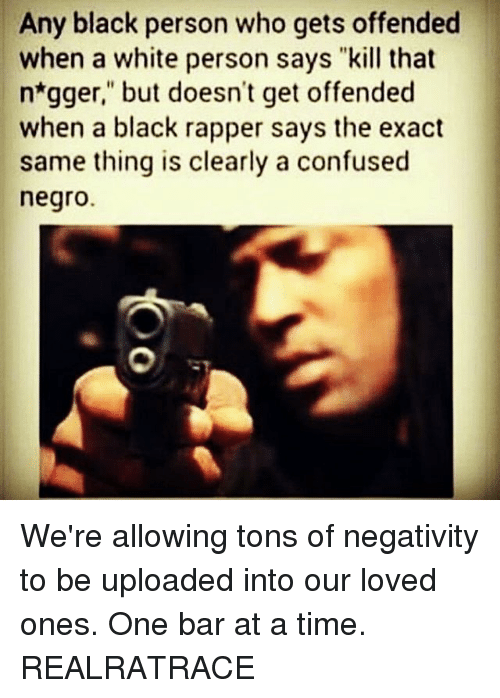 Any black person who gets offended
when a white person says "kill that
n*gger," but doesn't get offended
when a black rapper says the exact
same thing is clearly a confused
negro.
We're allowing tons of negativity
to be uploaded into our loved
ones. One bar at a time.
REALRATRACE